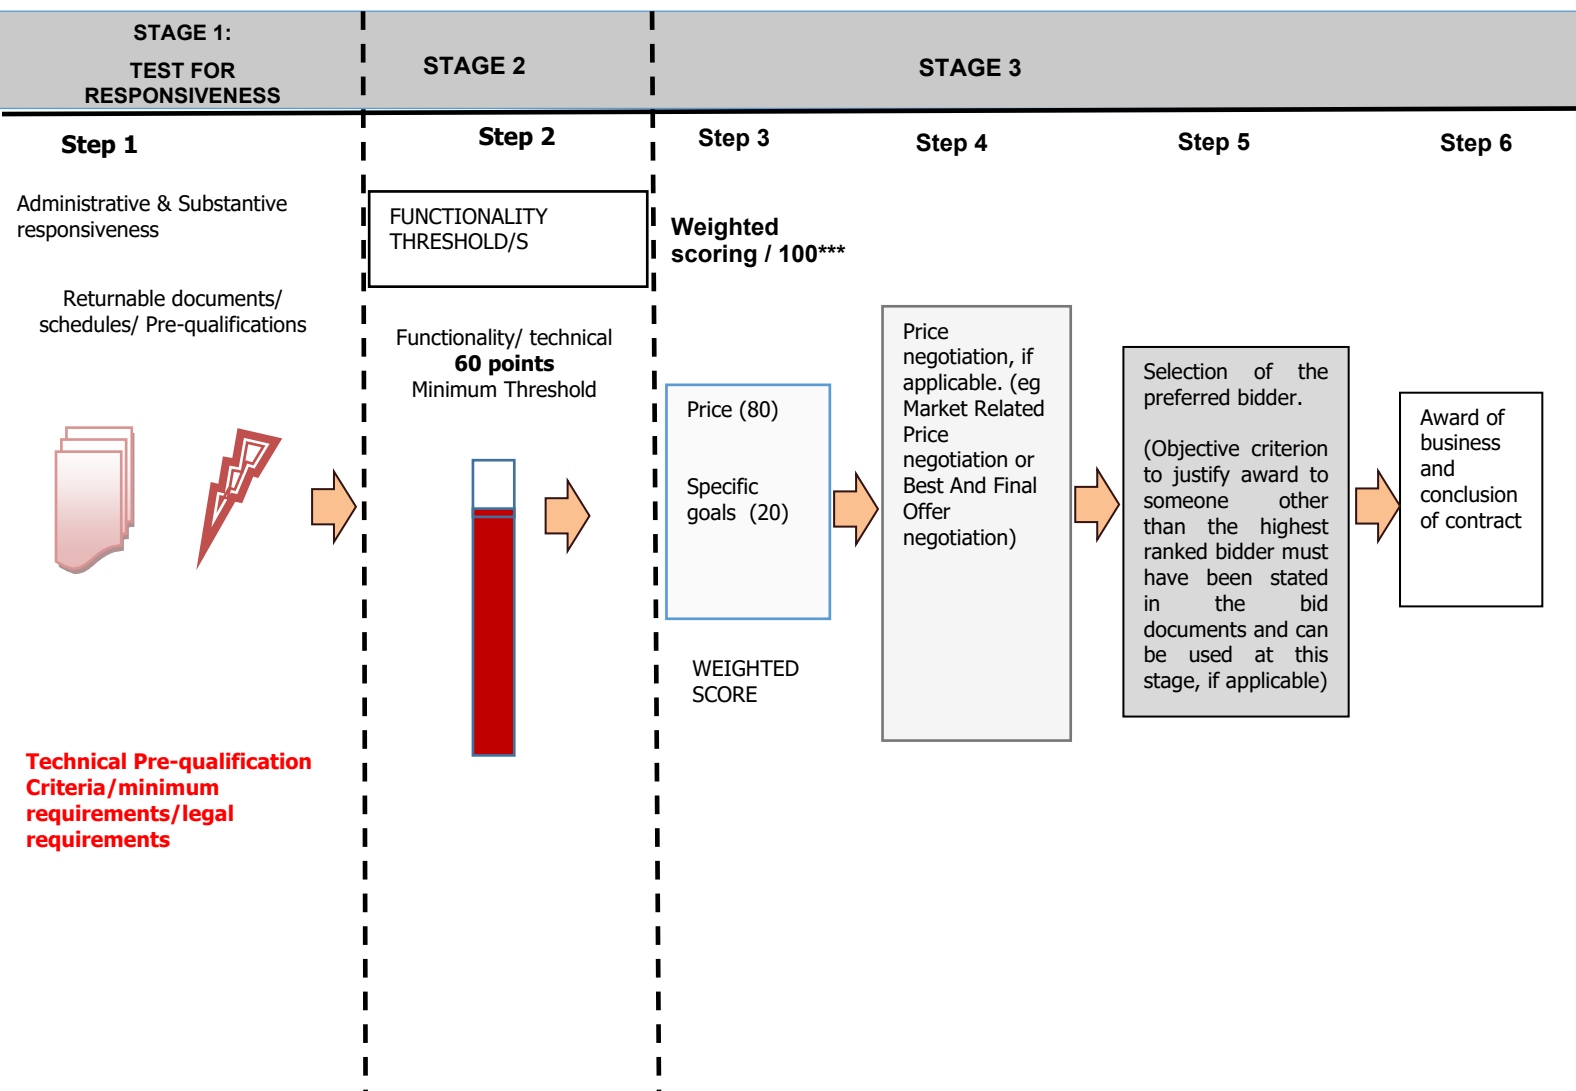 STAGE 1:
TEST FOR
RESPONSIVENESS
STAGE 2
STAGE 3
Step 1
Administrative & Substantive
responsiveness
Returnable documents/
schedules/ Pre-qualifications
Technical Pre-qualification
Criteria/minimum
requirements/legal
requirements
Step 2
FUNCTIONALITY
THRESHOLD/S
Functionality/ technical
60 points
Minimum Threshold
Step 3
Weighted
scoring / 100***
Price (80)
Specific
goals (20)
WEIGHTED
SCORE
Step 4
Price
negotiation, if
applicable. (eg
Market Related
Price
negotiation or
Best And Final
Offer
negotiation)
Step 5
Selection of the
preferred bidder.
(Objective criterion
to justify award to
someone other
than the highest
ranked bidder must
have been stated
in the bid
documents and can
be used at this
stage, if applicable)
Step 6
Award of
business
and
conclusion
of contract